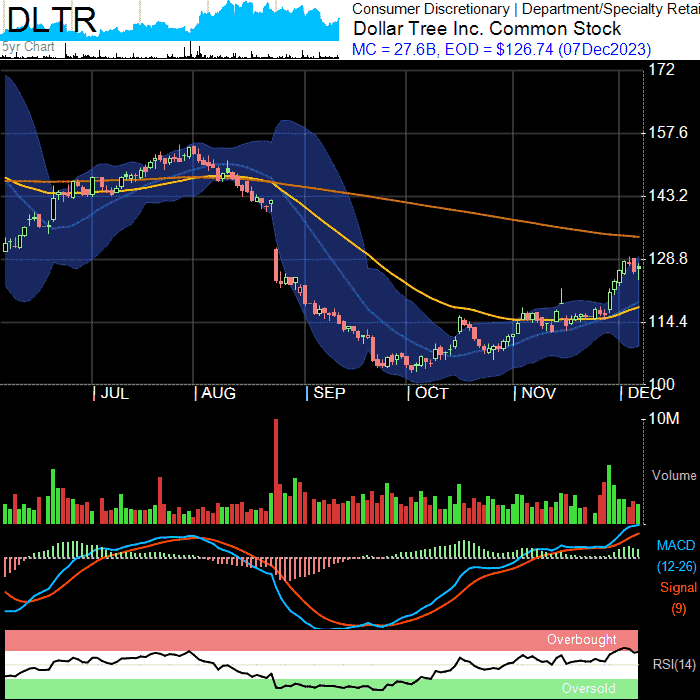 DLTR
5yr Chart
Consumer Discretionary | Department/Specialty Retai
Dollar Tree Inc. Common Stock
MC = 27.6B, EOD = $126.74 (07Dec2023)
172
157.6
143.2
128.8
114.4
100
| JUL | AUG | SEP | OCT | NOV | DEC
10M
Volume
MACD
(12-26)
Signal
(9)
Overbought
RSI(14)
Oversold